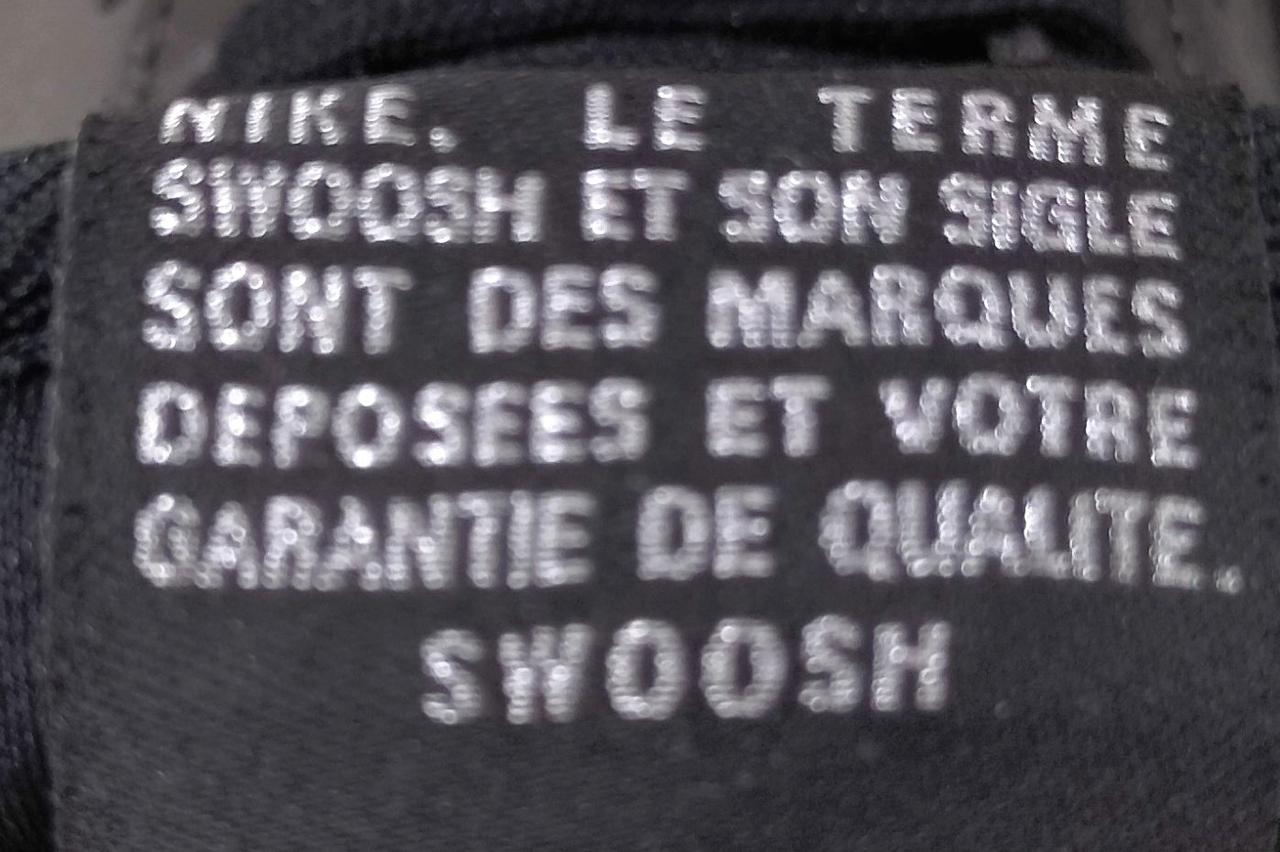 NIKE. LE TERME
SWOOSH ET SON SIGLE
SONT DES MARQUES
DEPOSEES ET VOTRE
GARANTIE DE QUALITE.
SWOOSH